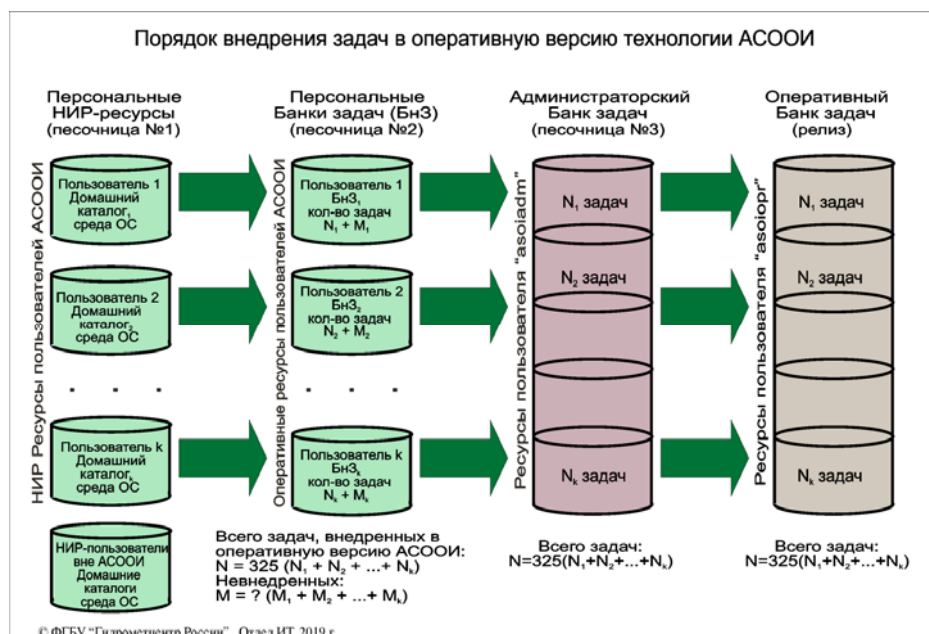 Порядок внедрения задач в оперативную версию технологии АСООИ
Персональные
НИР-ресурсы
(песочница №1)
Персональные
Банки задач (БнЗ)
(песочница №2)
Администраторский
Банк задач
(песочница №3)
Оперативный
Банк задач
(релиз)
НИР Ресурсы пользователей АСООИ
Пользователь 1
Домашний
каталог₁
среда ОС
Пользователь 2
Домашний
каталог₂
среда ОС
. . .
Пользователь k
Домашний
каталогₖ
среда ОС
НИР-пользователи
вне АСООИ
Домашние
каталоги
среда ОС
Оперативные ресурсы пользователей АСООИ
Пользователь 1
БнЗ₁
кол-во задач
N₁ + M₁
Пользователь 2
БнЗ₂
кол-во задач
N₂ + M₂
. . .
Пользователь k
БнЗₖ
кол-во задач
Nₖ + Mₖ
Всего задач, внедренных в
оперативную версию АСООИ:
N = 325 (N₁ + N₂ + ...+ Nₖ)
Невнедренных:
M = ? (M₁ + M₂ + ...+ Mₖ)
Ресурсы пользователя "asoiadm"
N₁ задач
N₂ задач
Nₖ задач
Всего задач:
N=325(N₁+N₂+...+Nₖ)
Ресурсы пользователя "asoiopr"
N₁ задач
N₂ задач
Nₖ задач
Всего задач:
N=325(N₁+N₂+...+Nₖ)
© ФГБУ "Гидрометцентр России". Отдел ИТ, 2019 г.